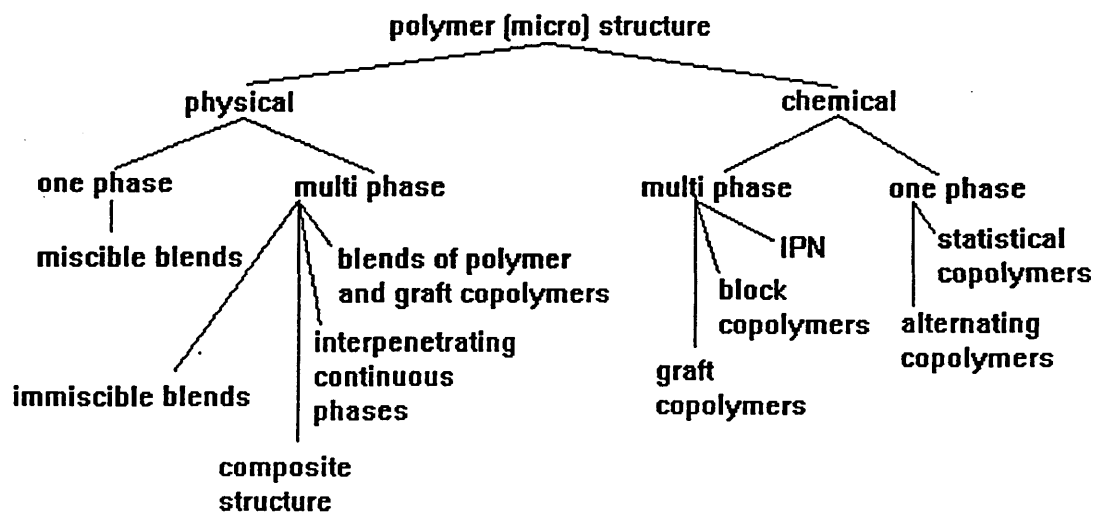 polymer (micro) structure
physical
chemical
one phase
multi phase
multi phase
one phase
miscible blends
blends of polymer
and graft copolymers
IPN
statistical
copolymers
block
copolymers
interpenetrating
continuous
phases
alternating
copolymers
immiscible blends
graft
copolymers
composite
structure